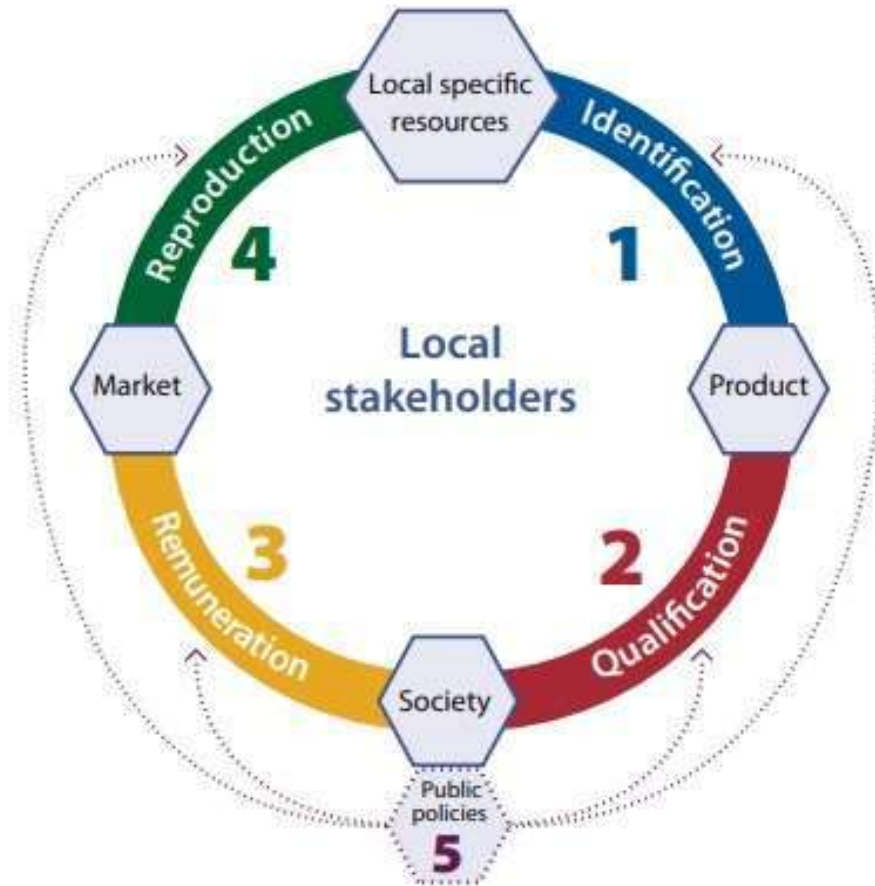 Local specific
resources
Identification
1
Reproduction
4
Local
stakeholders
Market
Product
Remuneration
3
2
Qualification
Society
Public
policies
5